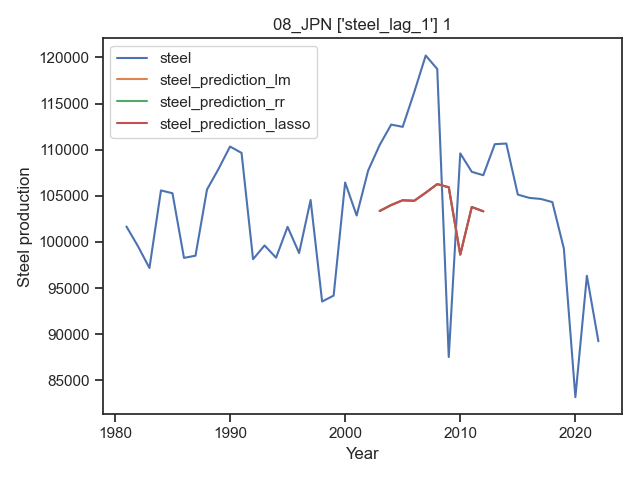 08_JPN ['steel_lag_1'] 1
steel
steel_prediction_lm
steel_prediction_rr
steel_prediction_lasso
Steel production
120000
115000
110000
105000
100000
95000
90000
85000
1980
1990
2000
2010
2020
Year